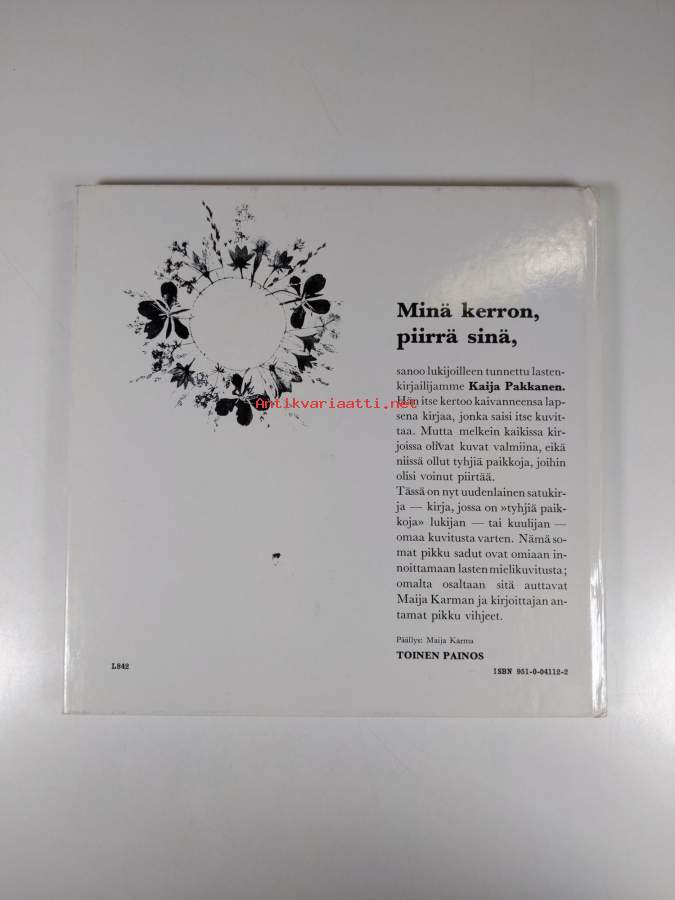 Minä kerron,
piirrä sinä,
sanoo lukijoilleen tunnettu lasten-
kirjailijamme Kaija Pakkanen.
Hän itse kertoo kaivanneensa lap-
sena kirjaa, jonka saisi kuvit-
taa. Mutta melkein kaikissa kir-
joissa olivat kuvat valmiina, eikä
niissä ollut tyhjiä paikkoja, joihin
olisi voinut piirtää.
Tässä on nyt uudenlainen satukir-
ja — kirja, jossa on »tyhjiä paik-
koja» lukijan — tai kuulijan —
omaa kuvitusta varten. Nämä so-
mat pikku sadut ovat omiaan in-
noittamaan lasten mielikuvitusta;
omalta osaltaan sitä auttavat
Maija Karman ja kirjoittajan an-
tamat pikku vihjeet.
Päällys: Maija Karma
TOINEN PAINOS
L842
ISBN 951-0-04112-2
Antikvariaatti.net